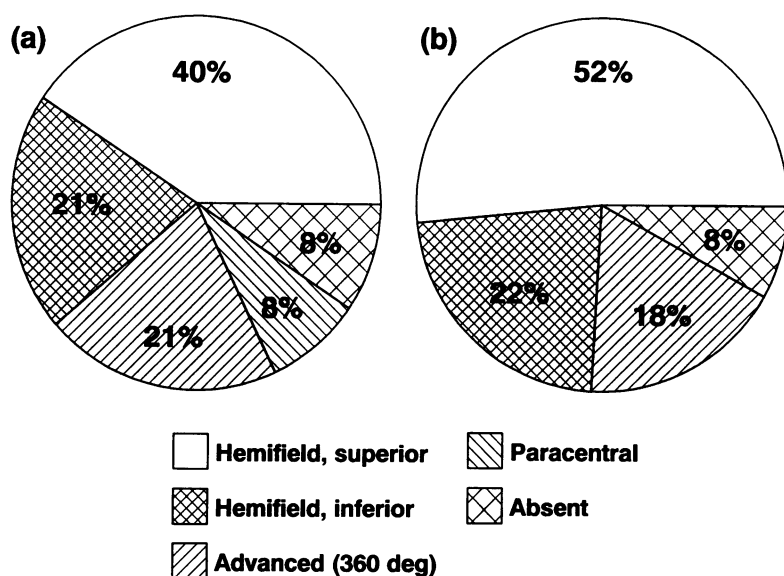 (a)
40%
21%
21%
8%
8%
(b)
52%
22%
18%
8%
Hemifield, superior
Hemifield, inferior
Advanced (360 deg)
Paracentral
Absent